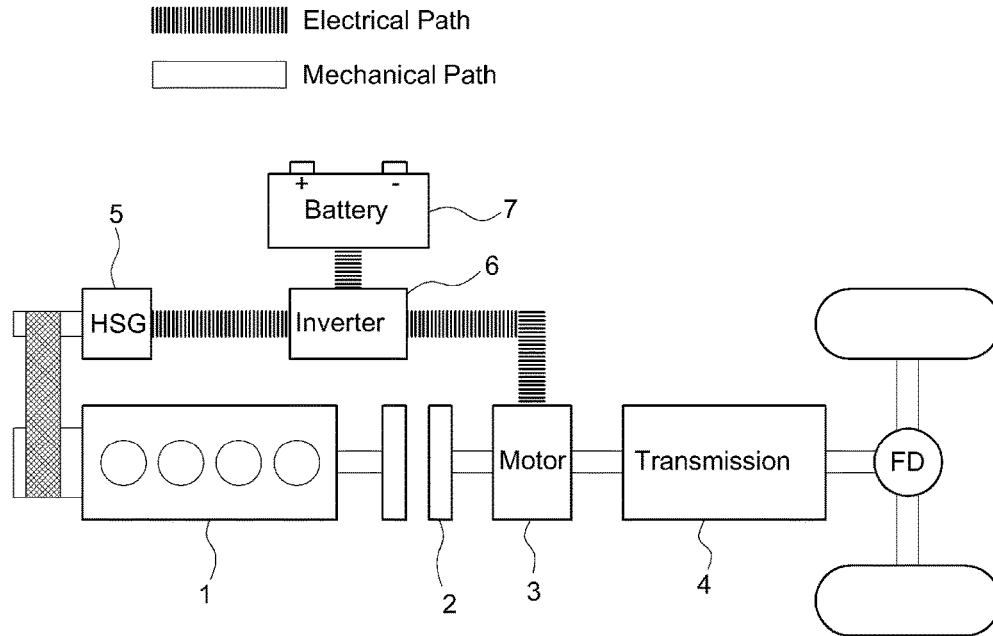 Electrical Path
Mechanical Path
+ -
Battery
7
5
6
HSG
Inverter
Motor
Transmission
FD
1
2
3
4